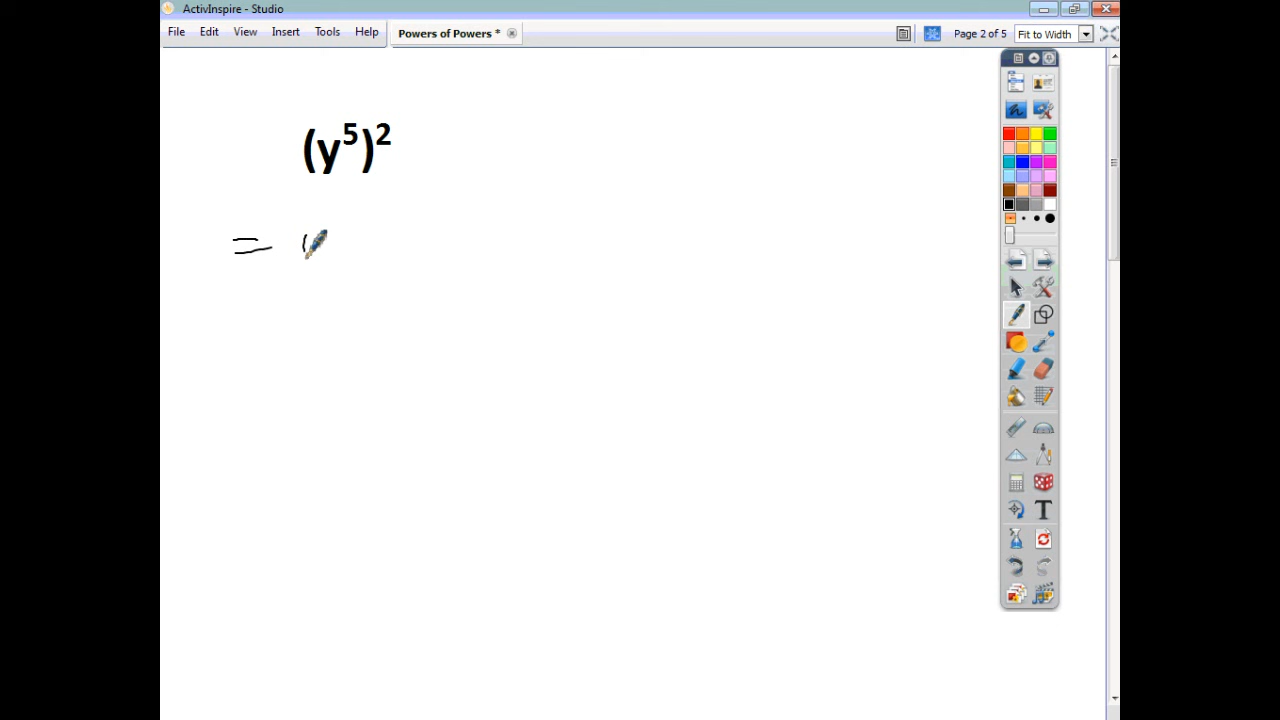 ActivInspire - Studio
File Edit View Insert Tools Help Powers of Powers * Page 2 of 5 Fit to Width
(y⁵)²
=
T